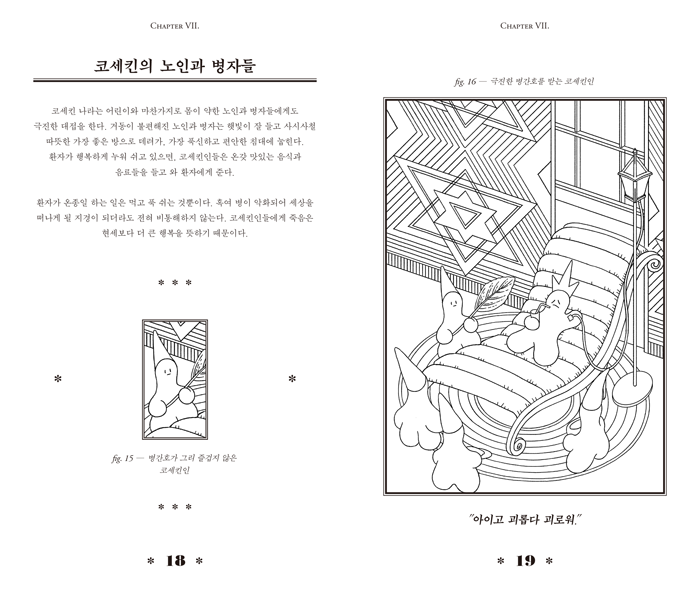 CHAPTER VII.
코세킨의 노인과 병자들
코세킨 나라는 어린이와 마찬가지로 몸이 약한 노인과 병자들에게도
극진한 대접을 한다. 거동이 불편해진 노인과 병자는 햇빛이 잘 들고 사시사철
따뜻한 가장 좋은 방으로 데려가, 가장 푹신하고 편안한 침대에 눕힌다.
환자가 행복하게 누워 쉬고 있으면, 코세킨인들은 온갖 맛있는 음식과
음료들을 들고 와 환자에게 준다.
환자가 온종일 하는 일은 먹고 푹 쉬는 것뿐이다. 혹여 병이 악화되어 세상을
떠나게 될 지경이 되더라도 전혀 비통해하지 않는다. 코세킨인들에게 죽음은
현세보다 더 큰 행복을 뜻하기 때문이다.
* * *
* *
fig. 15 — 병간호가 그리 즐겁지 않은
코세킨인
* * *
* 18 *
CHAPTER VII.
fig. 16 — 극진한 병간호를 받는 코세킨인
"아이고 괴롭다 괴로워."
* 19 *